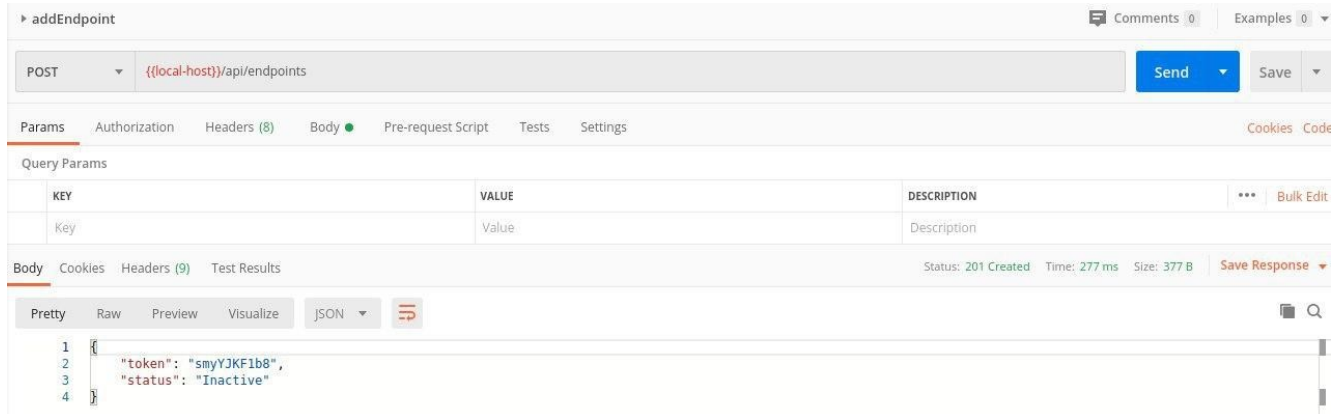 addEndpoint Comments 0 Examples 0
POST {{local-host}}/api/endpoints Send Save
Params Authorization Headers (8) Body Pre-request Script Tests Settings Cookies Code
Query Params
KEY VALUE DESCRIPTION Bulk Edit
Key Value Description
Body Cookies Headers (9) Test Results Status: 201 Created Time: 277 ms Size: 377 B Save Response
Pretty Raw Preview Visualize JSON
1 {
2 "token": "smyYJKF1b8",
3 "status": "Inactive"
4 }